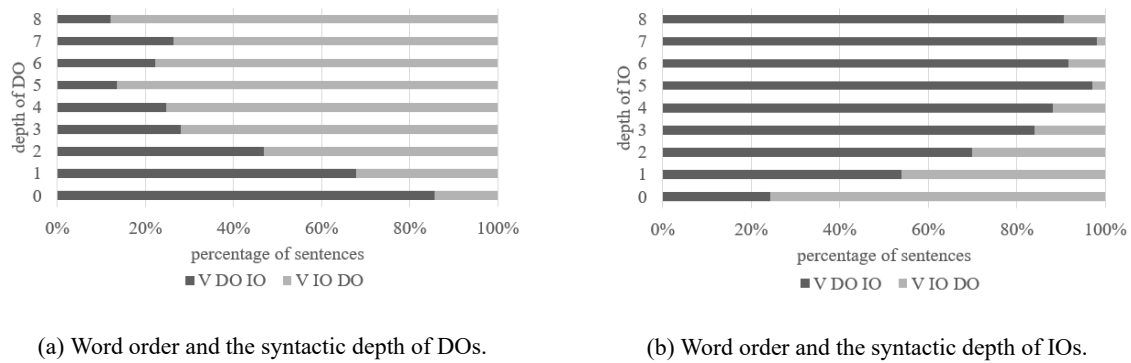 8
7
6
5
4
3
2
1
0
depth of DO
0% 20% 40% 60% 80% 100%
percentage of sentences
V DO IO V IO DO
(a) Word order and the syntactic depth of DOs.
8
7
6
5
4
3
2
1
0
depth of IO
0% 20% 40% 60% 80% 100%
percentage of sentences
V DO IO V IO DO
(b) Word order and the syntactic depth of IOs.